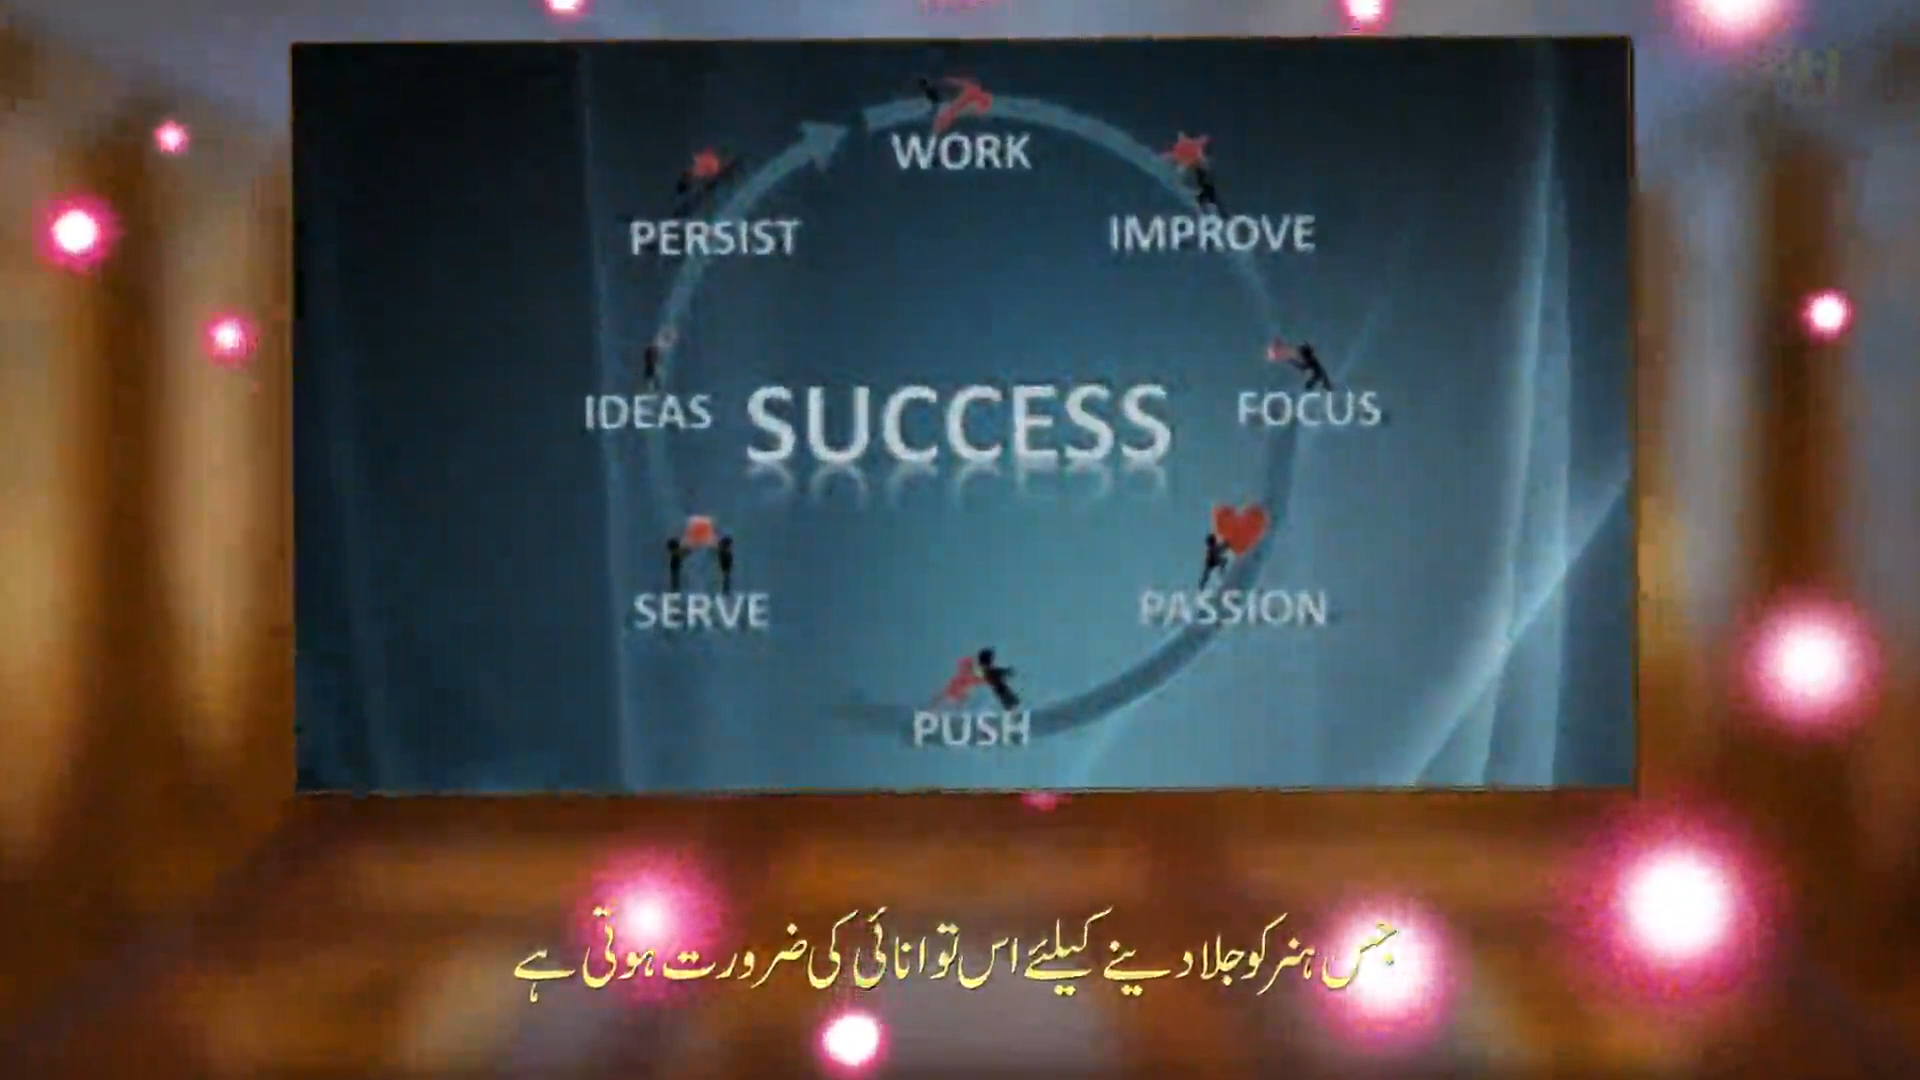 WORK
PERSIST
IMPROVE
IDEAS
SUCCESS
FOCUS
SERVE
PASSION
PUSH
جس ہنر کو جلا دینے کیلئے اس توانائی کی ضرورت ہوتی ہے